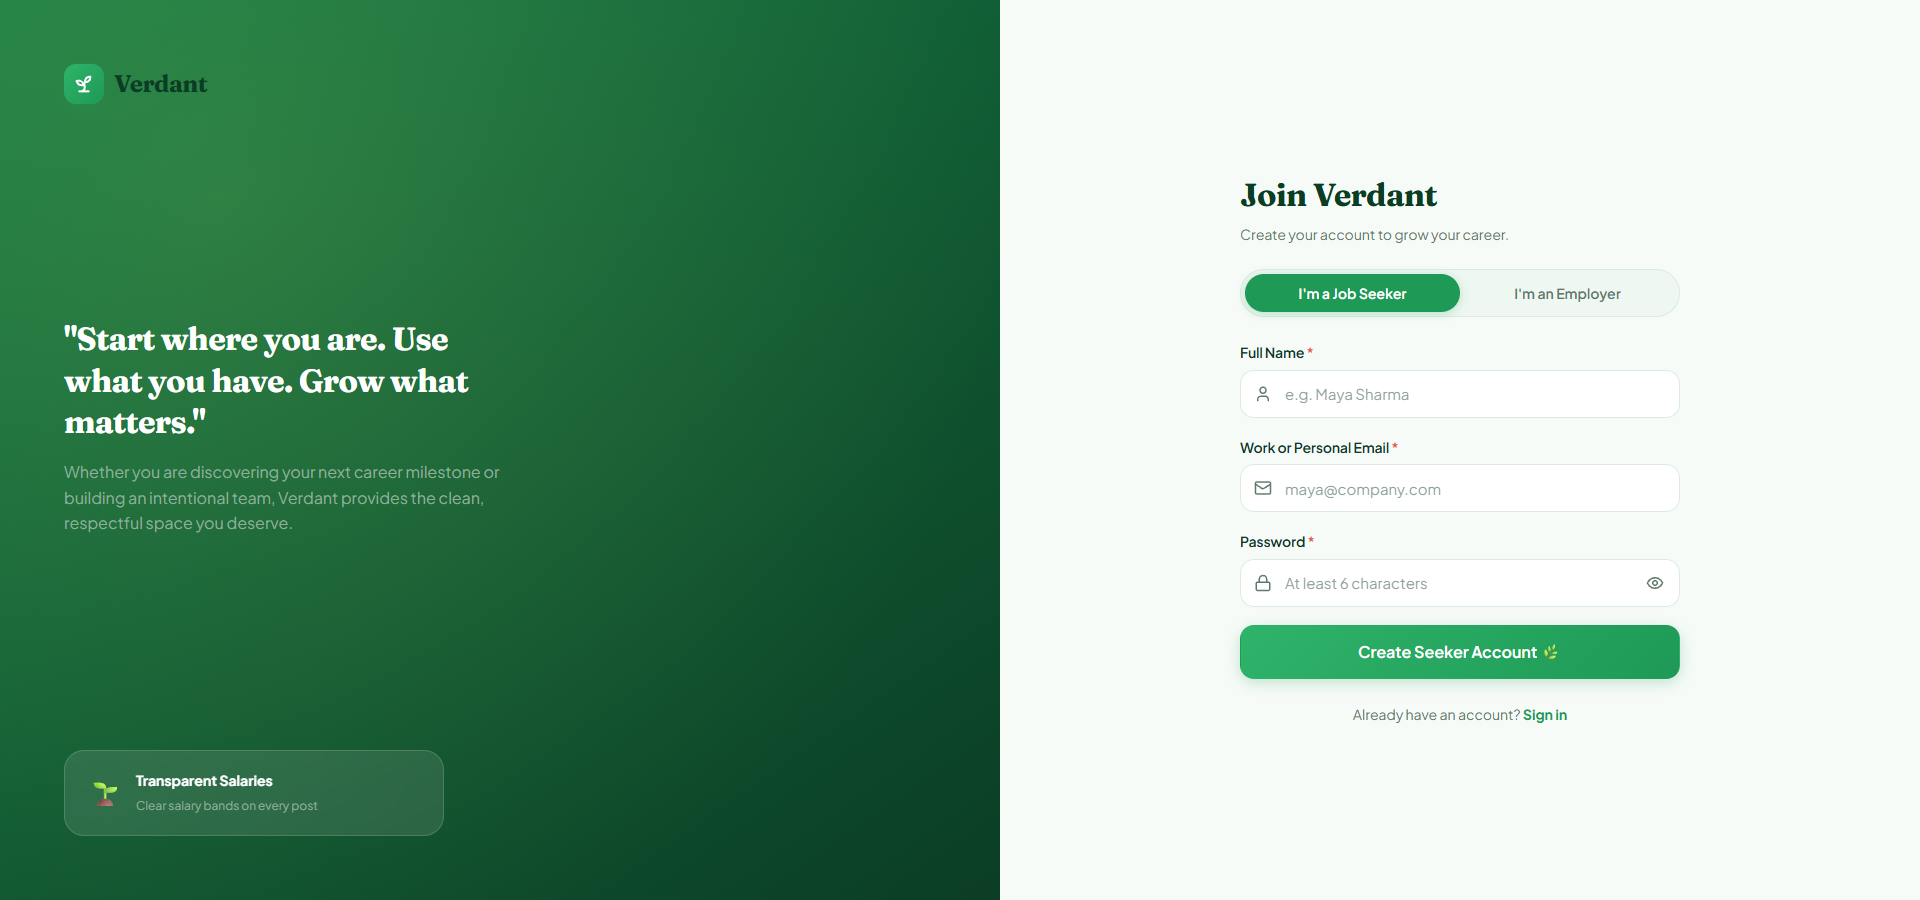 Verdant
"Start where you are. Use
what you have. Grow what
matters."
Whether you are discovering your next career milestone or
building an intentional team, Verdant provides the clean,
respectful space you deserve.
Transparent Salaries
Clear salary bands on every post
Join Verdant
Create your account to grow your career.
I'm a Job Seeker
I'm an Employer
Full Name *
e.g. Maya Sharma
Work or Personal Email *
maya@company.com
Password *
At least 6 characters
Create Seeker Account 🌿
Already have an account? Sign in